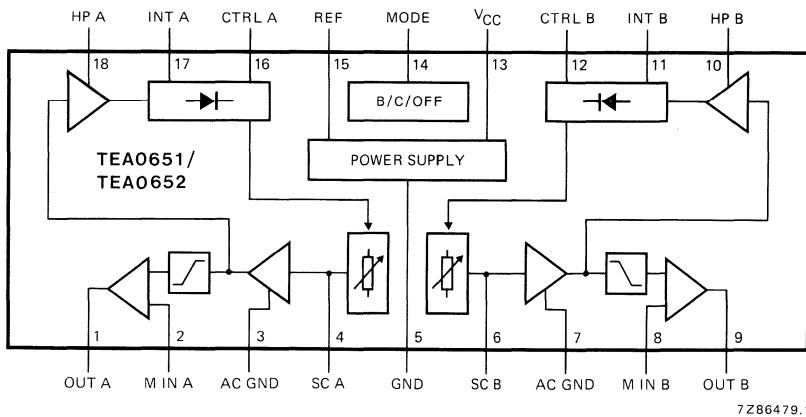 HP A INT A CTRL A REF MODE VCC CTRL B INT B HP B
18 17 16 15 14 13 12 11 10
B/C/OFF
TEA0651/
TEA0652
POWER SUPPLY
1 2 3 4 5 6 7 8 9
OUT A M IN A AC GND SC A GND SC B AC GND M IN B OUT B
7Z86479.